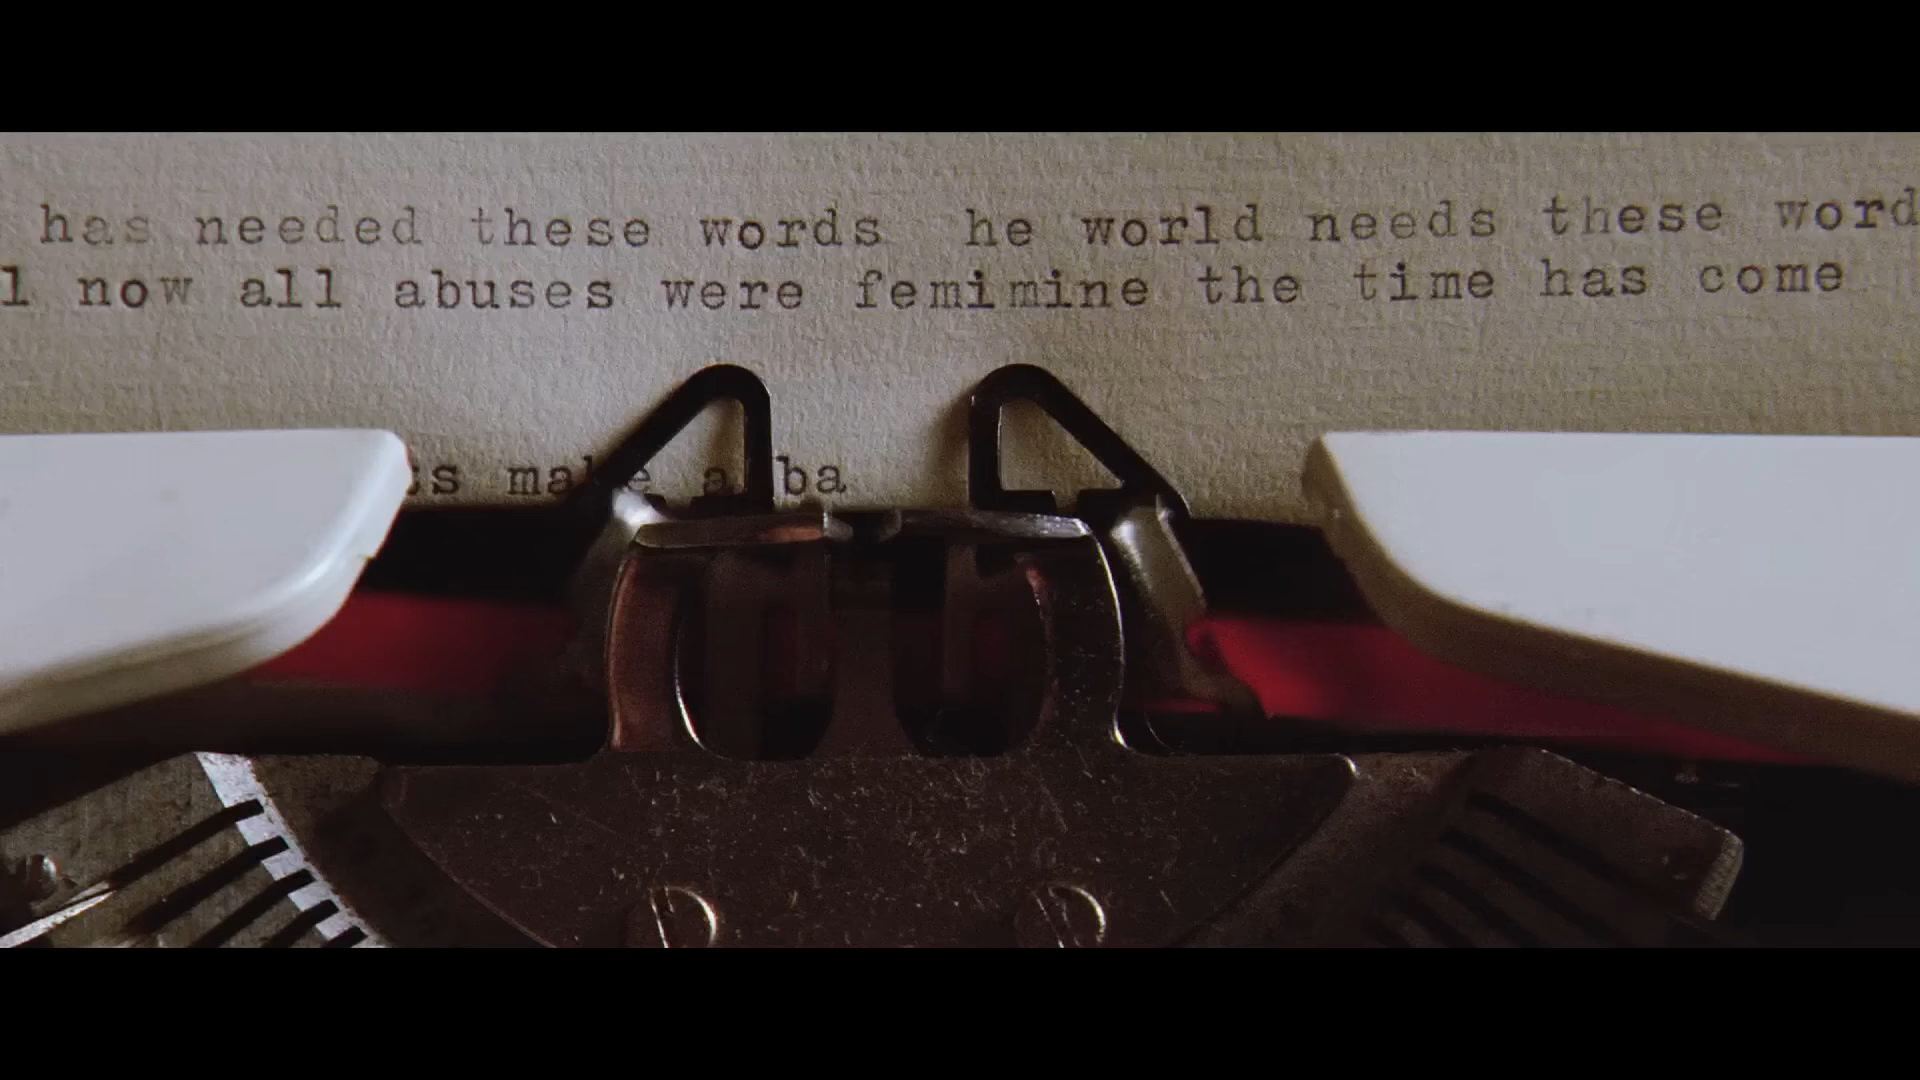 has needed these words he world needs these word
l now all abuses were femimine the time has come
make a ba